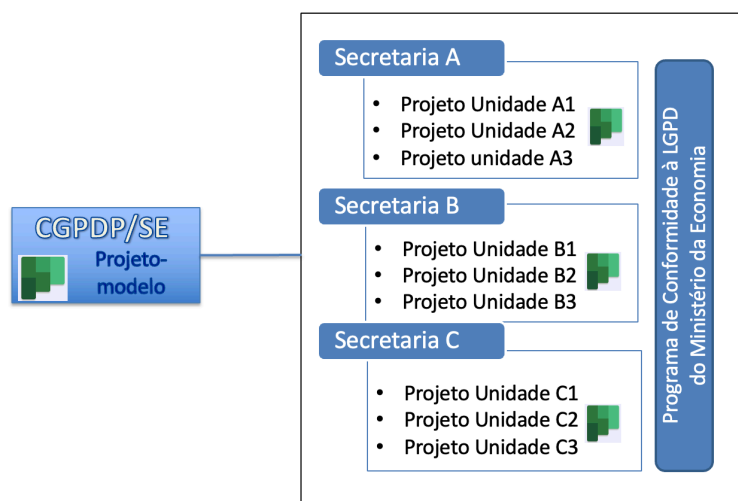 CGPDP/SE
Projeto-
modelo
Secretaria A
• Projeto Unidade A1
• Projeto Unidade A2
• Projeto unidade A3
Secretaria B
• Projeto Unidade B1
• Projeto Unidade B2
• Projeto Unidade B3
Secretaria C
• Projeto Unidade C1
• Projeto Unidade C2
• Projeto Unidade C3
Programa de Conformidade à LGPD
do Ministério da Economia